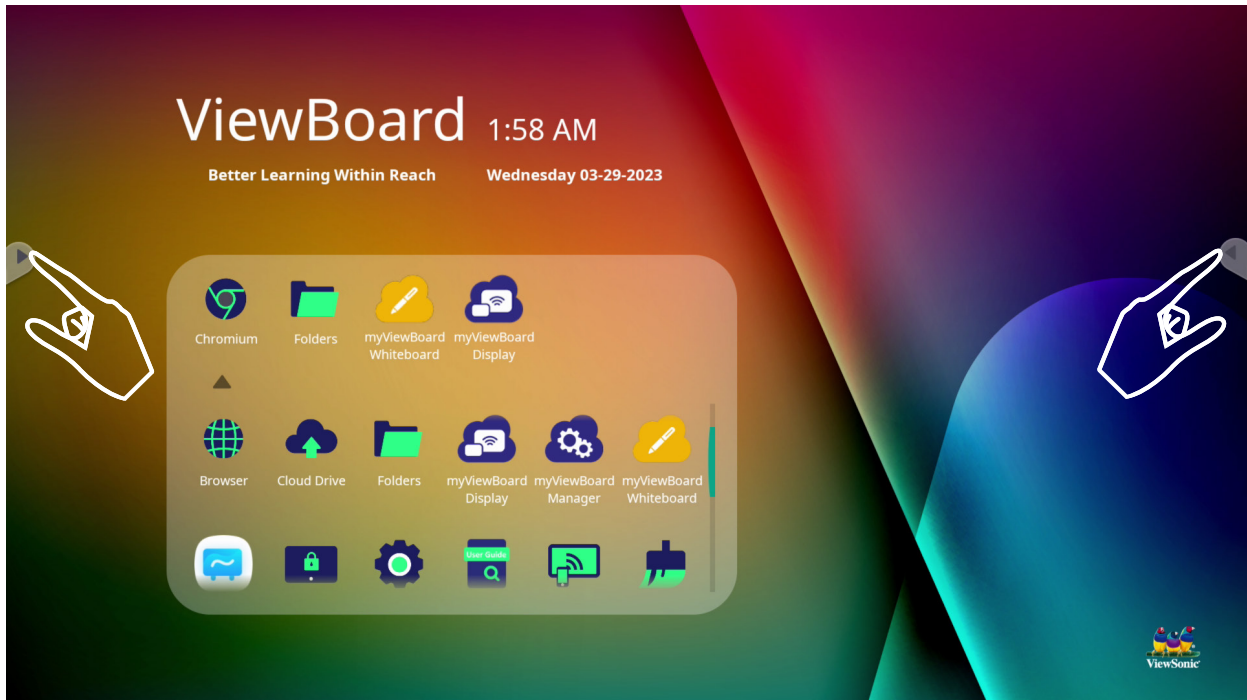 ViewBoard 1:58 AM
Better Learning Within Reach Wednesday 03-29-2023
Chromium Folders myViewBoard Whiteboard myViewBoard Display
Browser Cloud Drive Folders myViewBoard Display myViewBoard Manager myViewBoard Whiteboard
User Guide
ViewSonic